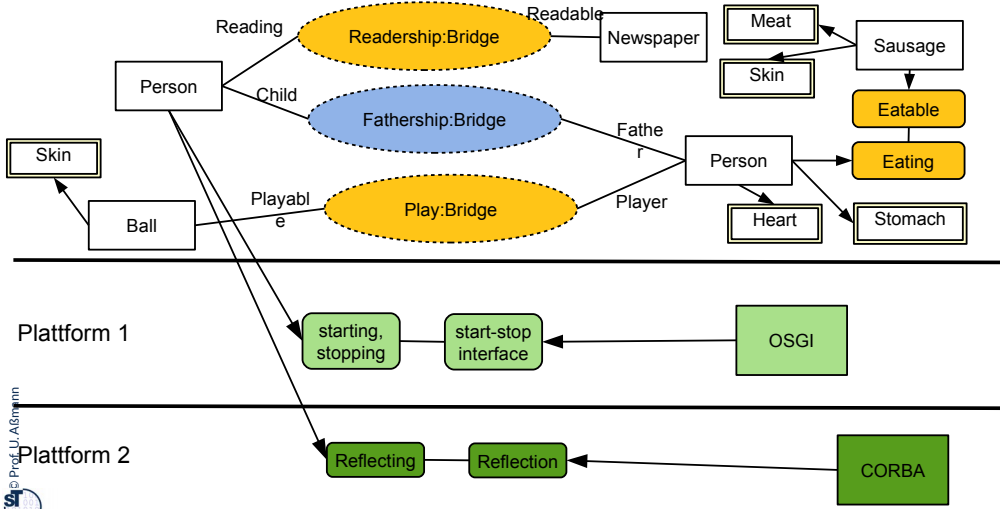 Reading
Readership:Bridge
Readable
Newspaper
Meat
Sausage
Skin
Person
Child
Fathership:Bridge
Fathe
r
Eatable
Person
Eating
Skin
Playabl
e
Play:Bridge
Player
Ball
Heart
Stomach
Plattform 1
starting,
stopping
start-stop
interface
OSGI
Plattform 2
Reflecting
Reflection
CORBA
© Prof. U. Aßmann
ST